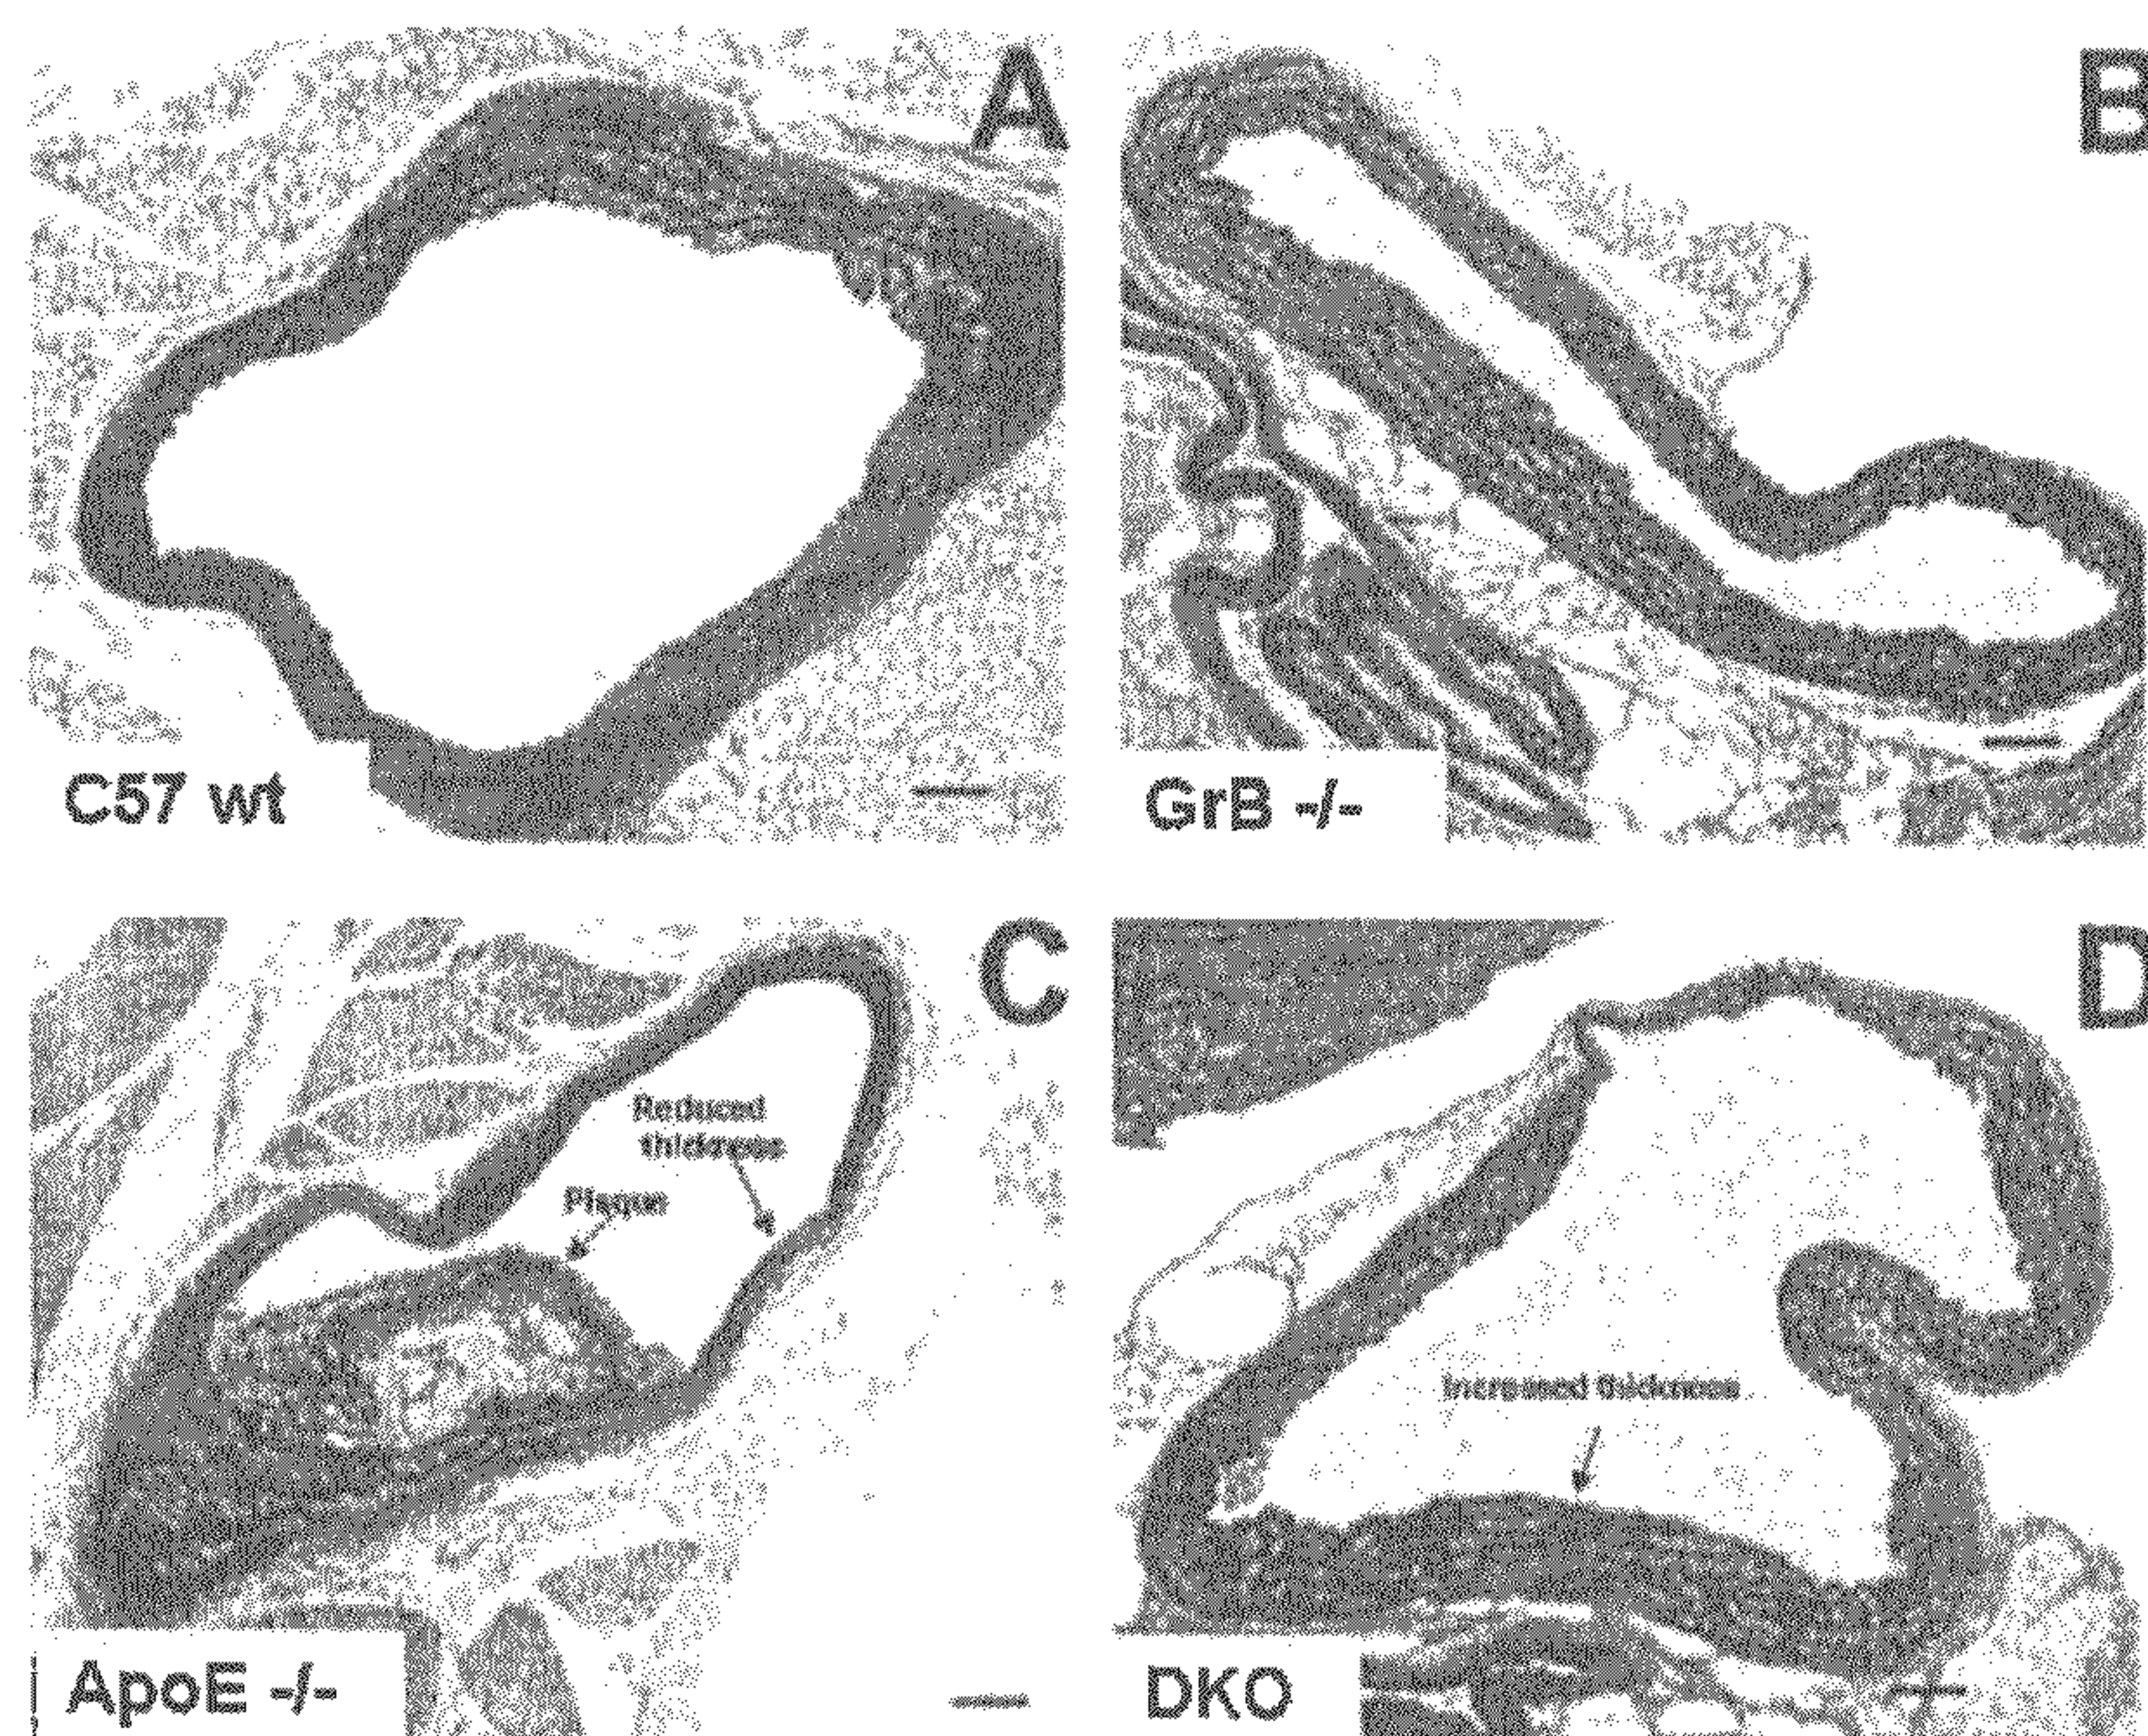 A
B
C57 wt
GrB -/-
C
D
Reduced
thickness
Plaque
Increased thickness
ApoE -/-
DKO